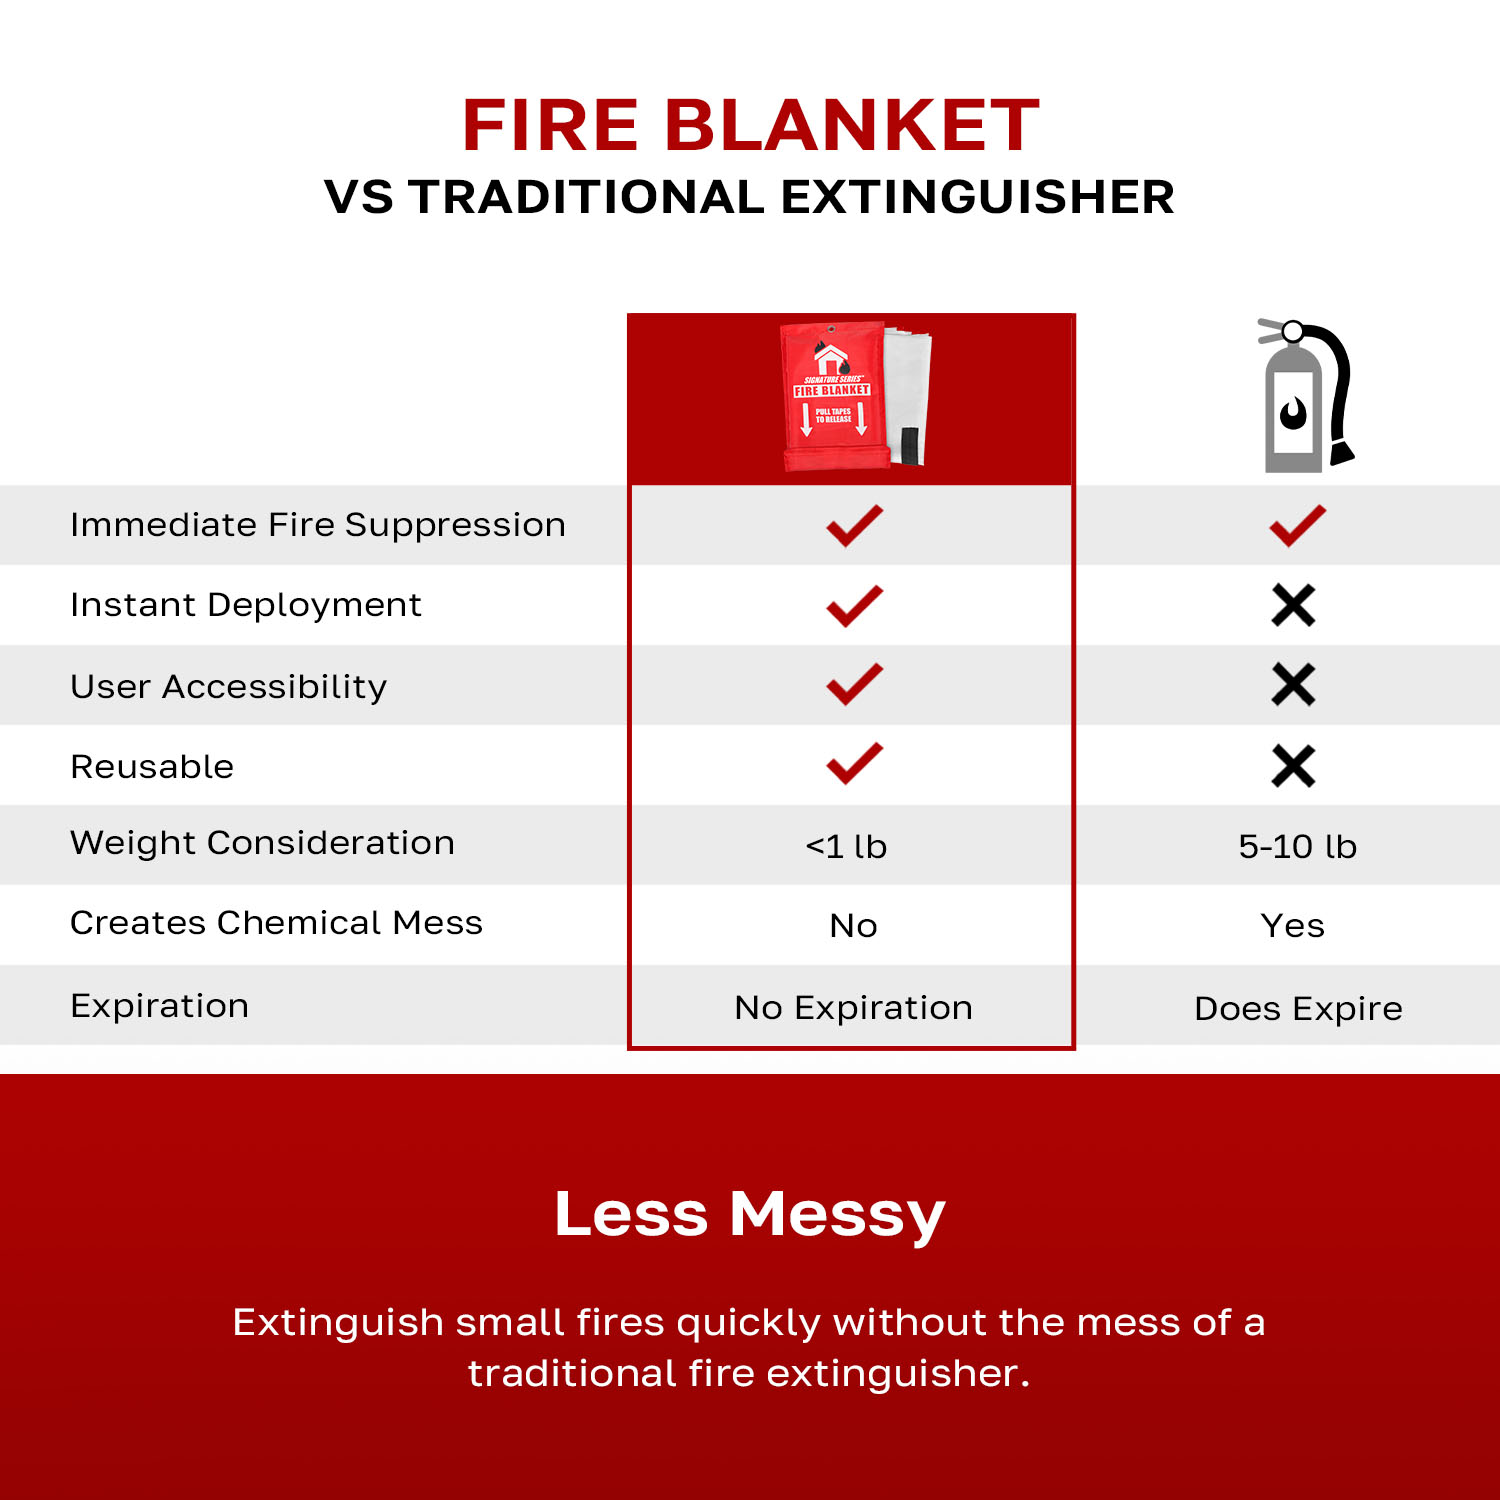 FIRE BLANKET
VS TRADITIONAL EXTINGUISHER
SIGNATURE SERIES™
FIRE BLANKET
PULL TAPES
TO RELEASE
Immediate Fire Suppression
Instant Deployment
User Accessibility
Reusable
Weight Consideration <1 lb 5-10 lb
Creates Chemical Mess No Yes
Expiration No Expiration Does Expire
Less Messy
Extinguish small fires quickly without the mess of a
traditional fire extinguisher.